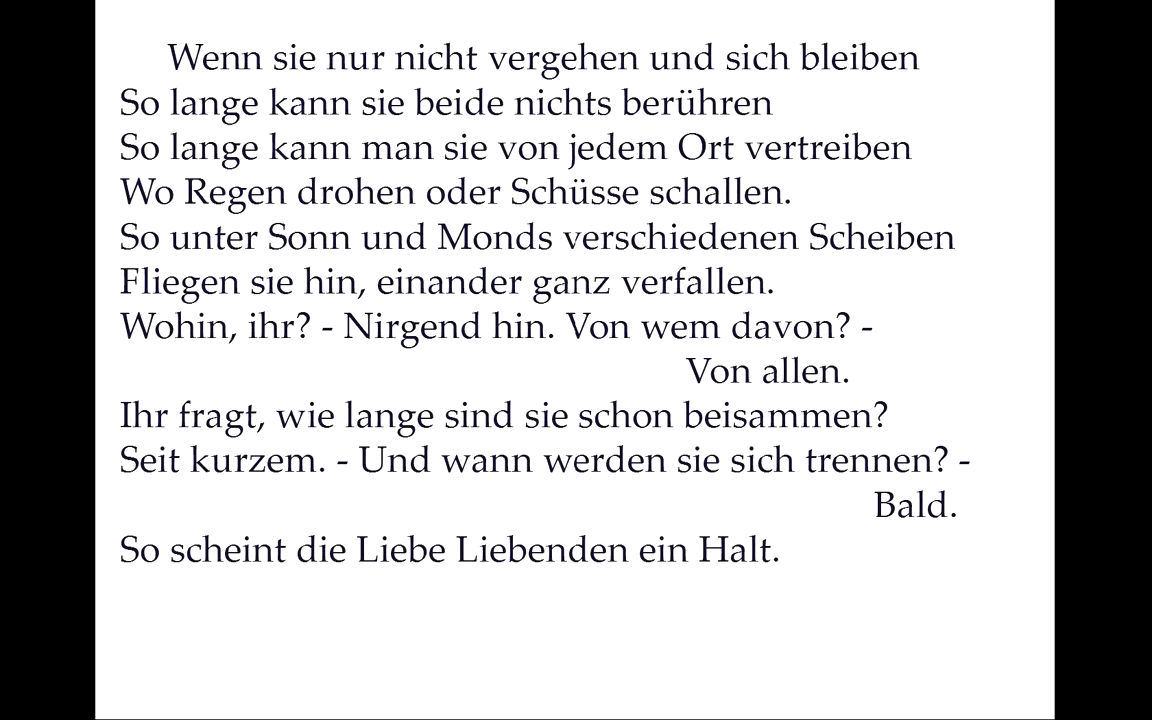 Wenn sie nur nicht vergehen und sich bleiben
So lange kann sie beide nichts berühren
So lange kann man sie von jedem Ort vertreiben
Wo Regen drohen oder Schüsse schallen.
So unter Sonn und Monds verschiedenen Scheiben
Fliegen sie hin, einander ganz verfallen.
Wohin, ihr? - Nirgend hin. Von wem davon? -
Von allen.
Ihr fragt, wie lange sind sie schon beisammen?
Seit kurzem. - Und wann werden sie sich trennen? -
Bald.
So scheint die Liebe Liebenden ein Halt.